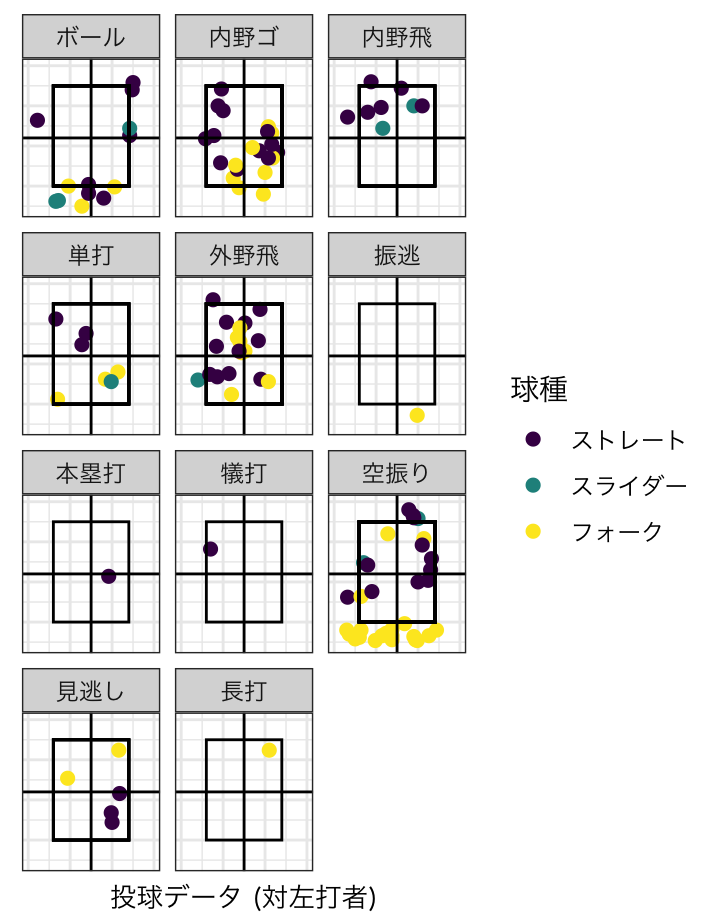 ボール
内野ゴ
内野飛
単打
外野飛
振逃
本塁打
犠打
空振り
見逃し
長打
球種
ストレート
スライダー
フォーク
投球データ (対左打者)